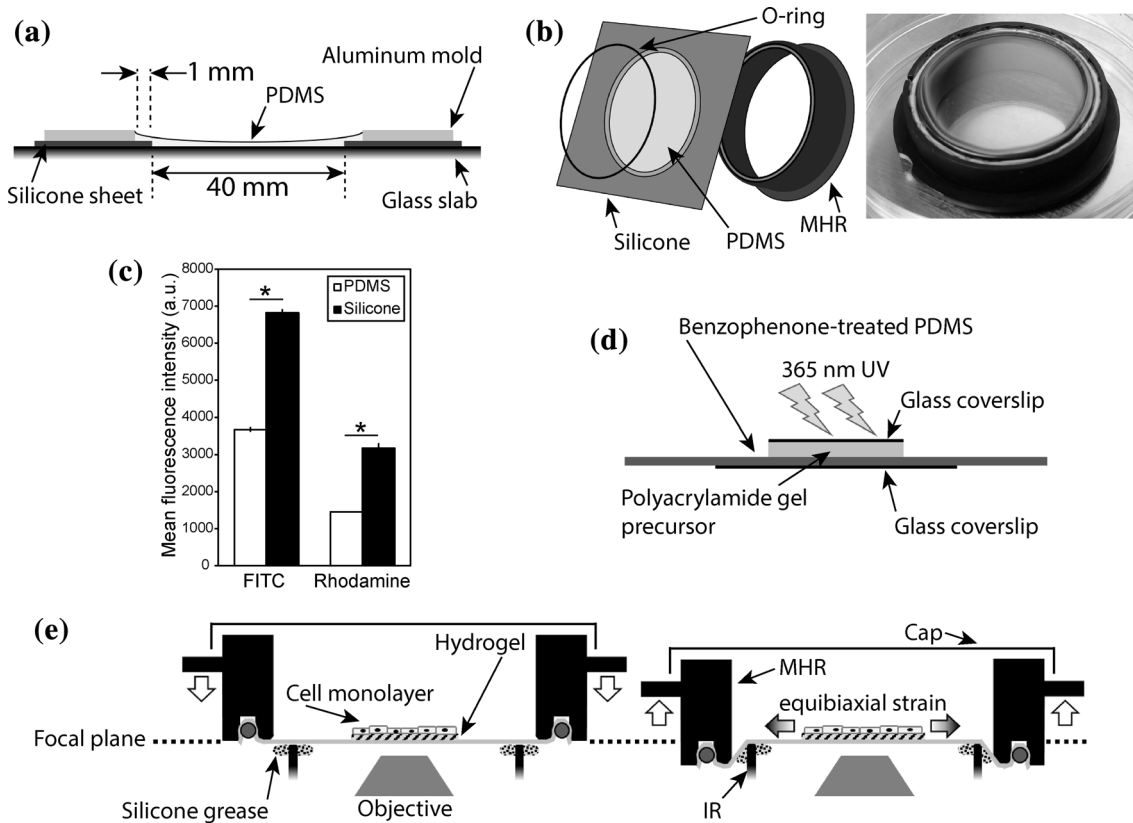 (a)
1 mm
Aluminum mold
PDMS
Silicone sheet
40 mm
Glass slab
(b)
O-ring
Silicone
PDMS
MHR
(c)
Mean fluorescence intensity (a.u.)
8000
7000
6000
5000
4000
3000
2000
1000
0
PDMS
Silicone
*
*
FITC
Rhodamine
(d)
Benzophenone-treated PDMS
365 nm UV
Glass coverslip
Polyacrylamide gel
precursor
Glass coverslip
(e)
Hydrogel
Cell monolayer
Focal plane
Silicone grease
Objective
Cap
MHR
equibiaxial strain
IR